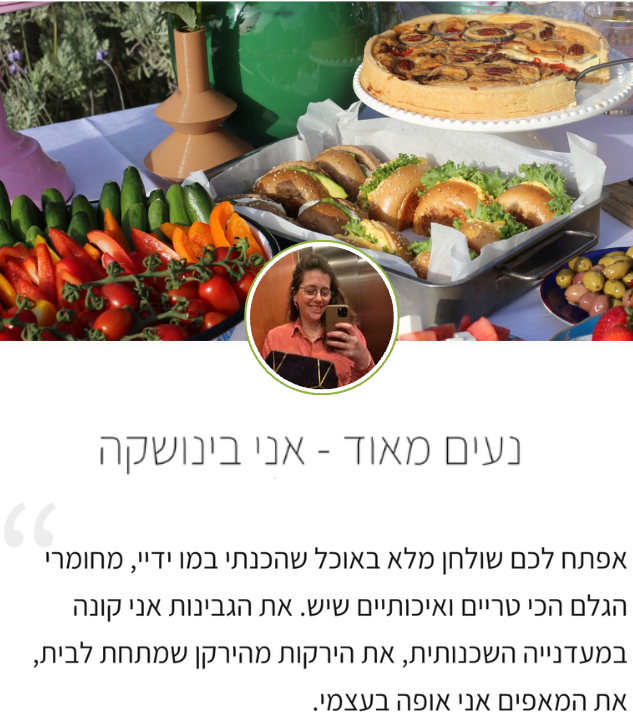 נעים מאוד - אני בינושקה
אפתח לכם שולחן מלא באוכל שהכנתי במו ידיי, מחומרי
הגלם הכי טריים ואיכותיים שיש. את הגבינות אני קונה
במעדנייה השכנותית, את הירקות מהירקן שמתחת לבית,
את המאפים אני אופה בעצמי.